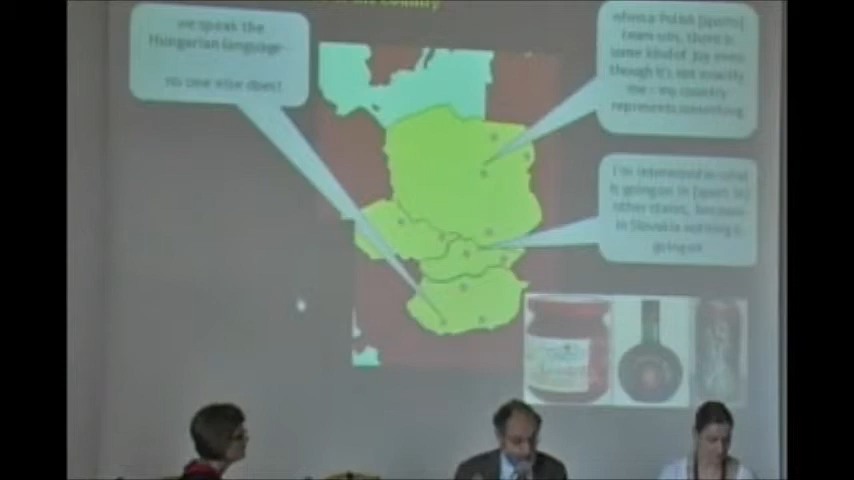 we speak the
Hungarian language
no one else does!
when a Polish [sports]
team wins, there is
some kind of joy even
though it's not exactly
me – my country
represents something
I'm interested in what
is going on in [sport in]
other states, because
in Slovakia nothing is
going on
country